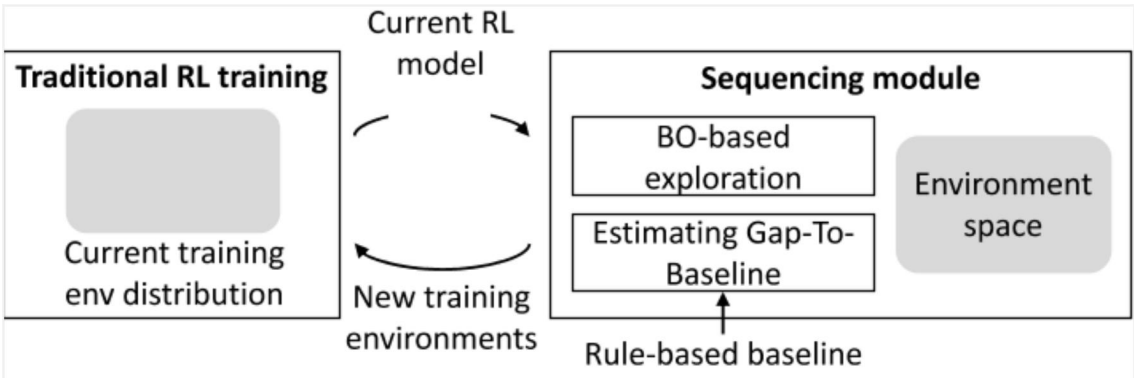 Current RL
model
Traditional RL training
Current training
env distribution
New training
environments
Sequencing module
BO-based
exploration
Estimating Gap-To-
Baseline
Environment
space
Rule-based baseline